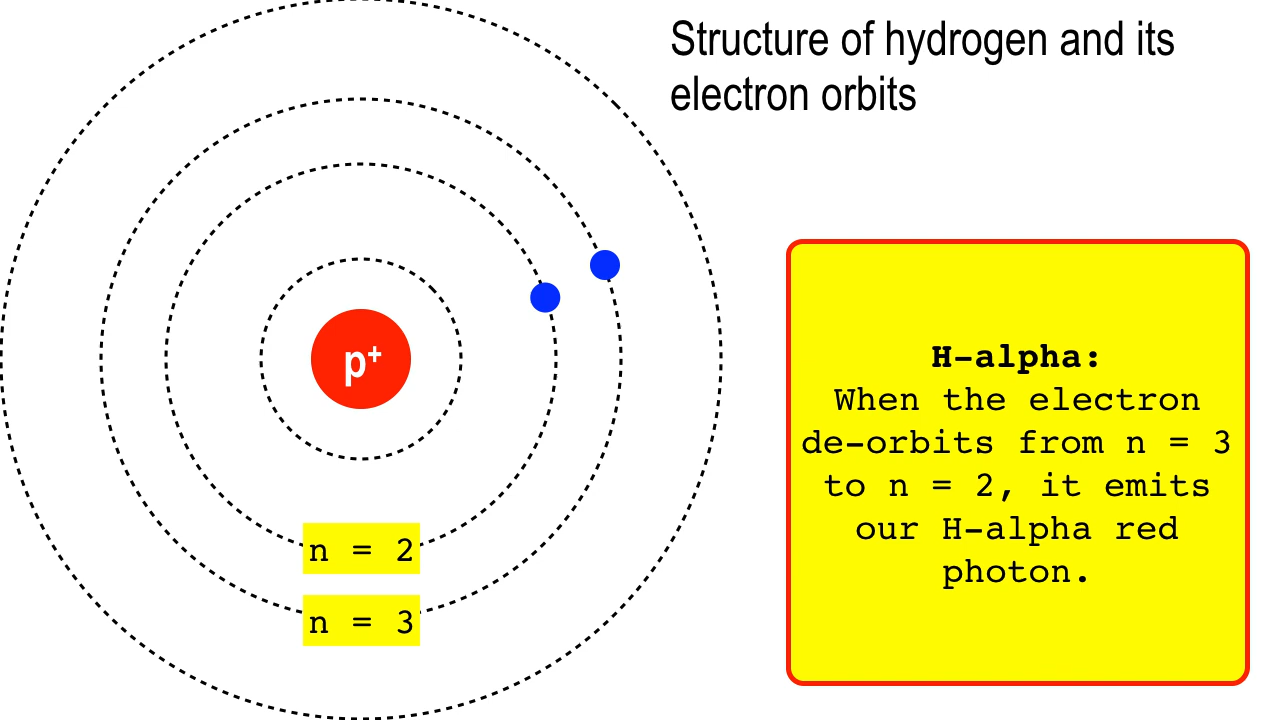 Structure of hydrogen and its
electron orbits
p⁺
n = 2
n = 3
H-alpha:
When the electron
de-orbits from n = 3
to n = 2, it emits
our H-alpha red
photon.